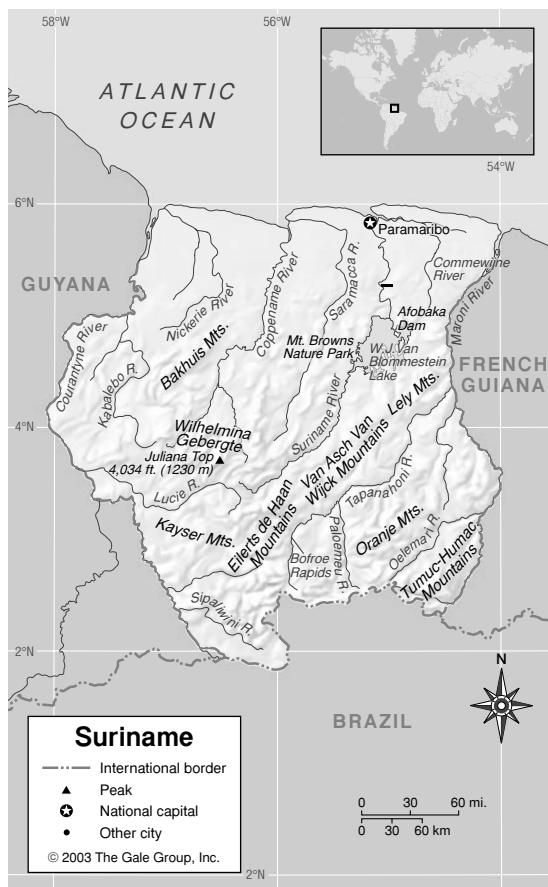 58°W
56°W
ATLANTIC
OCEAN
54°W
6°N
Paramaribo
GUYANA
Commewijne
River
Saramacca R.
Coppename River
Nickerie River
Maroni River
Afobaka
Dam
Courantyne River
Bakhuis Mts.
Mt. Browns
Nature Park
W.J. Van
Blommestein
Lake
FRENCH
GUIANA
Kabalebo R.
Lely Mts.
4°N
Wilhelmina
Gebergte
Suriname River
Juliana Top
4,034 ft. (1230 m)
Van Asch Van
Wijck Mountains
Lucie R.
Tapanahoni R.
Eilerts de Haan
Mountains
Kayser Mts.
Oranje Mts.
Paloemeu R.
Oelemari R.
Bofroe
Rapids
Tumuc-Humac
Mountains
Sipaliwini R.
2°N
N
BRAZIL
Suriname
International border
Peak
National capital
Other city
© 2003 The Gale Group, Inc.
0 30 60 mi.
0 30 60 km
2°N